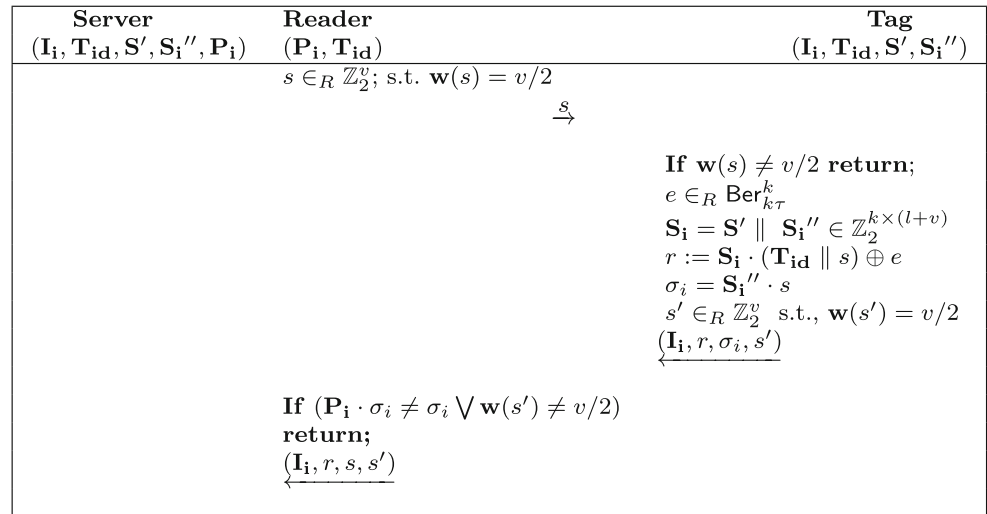 Server Reader Tag
(I_i, T_id, S′, S_i″, P_i) (P_i, T_id) (I_i, T_id, S′, S_i″)
s ∈_R ℤ_2^v; s.t. w(s) = v/2
s→
If w(s) ≠ v/2 return;
e ∈_R Ber_{kτ}^k
S_i = S′ ∥ S_i″ ∈ ℤ_2^{k×(l+v)}
r := S_i · (T_id ∥ s) ⊕ e
σ_i = S_i″ · s
s′ ∈_R ℤ_2^v s.t., w(s′) = v/2
(I_i, r, σ_i, s′)
←
If (P_i · σ_i ≠ σ_i ⋁ w(s′) ≠ v/2)
return;
(I_i, r, s, s′)
←